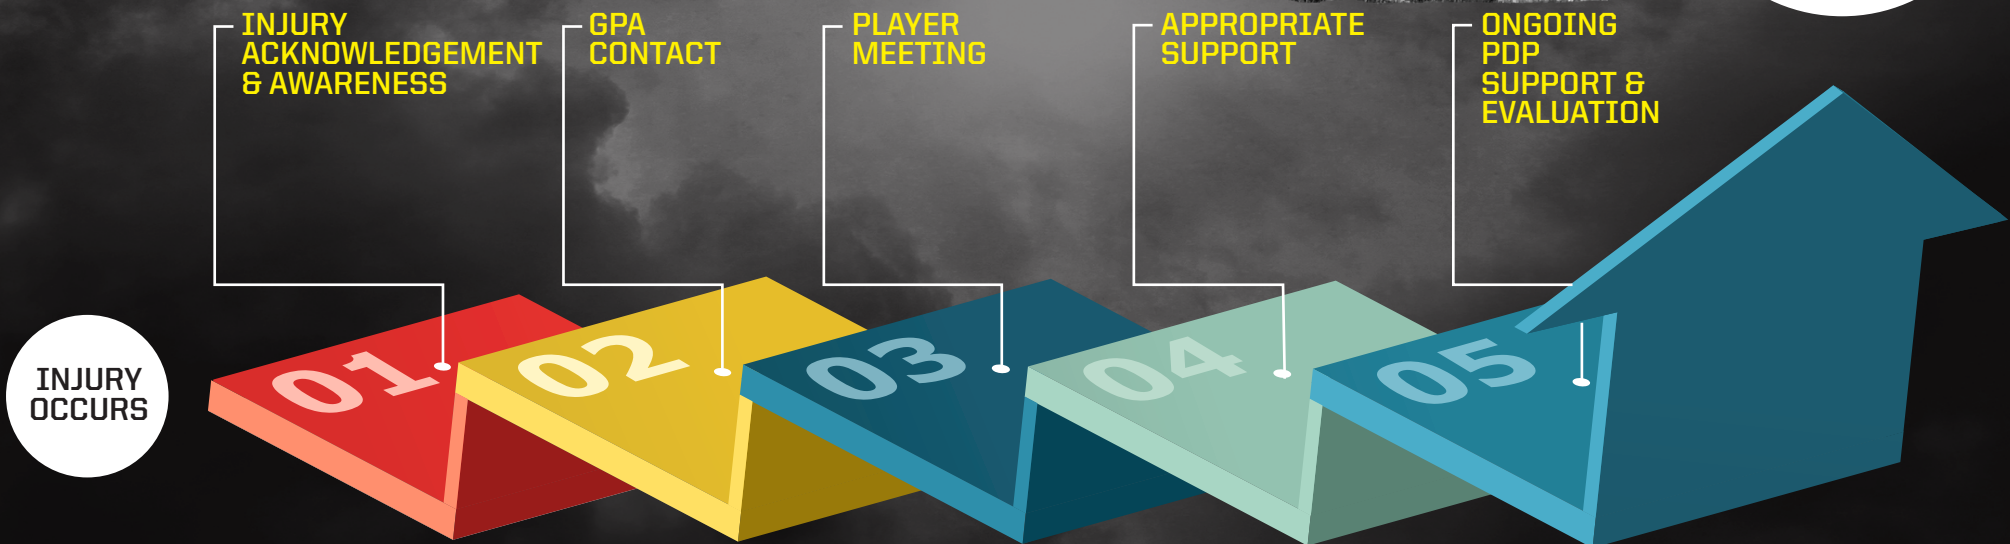 INJURY
ACKNOWLEDGEMENT
& AWARENESS
GPA
CONTACT
PLAYER
MEETING
APPROPRIATE
SUPPORT
ONGOING
PDP
SUPPORT &
EVALUATION
INJURY
OCCURS
01
02
03
04
05